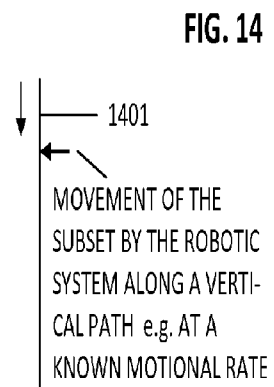 FIG. 14
1401
MOVEMENT OF THE
SUBSET BY THE ROBOTIC
SYSTEM ALONG A VERTI-
CAL PATH e.g. AT A
KNOWN MOTIONAL RATE